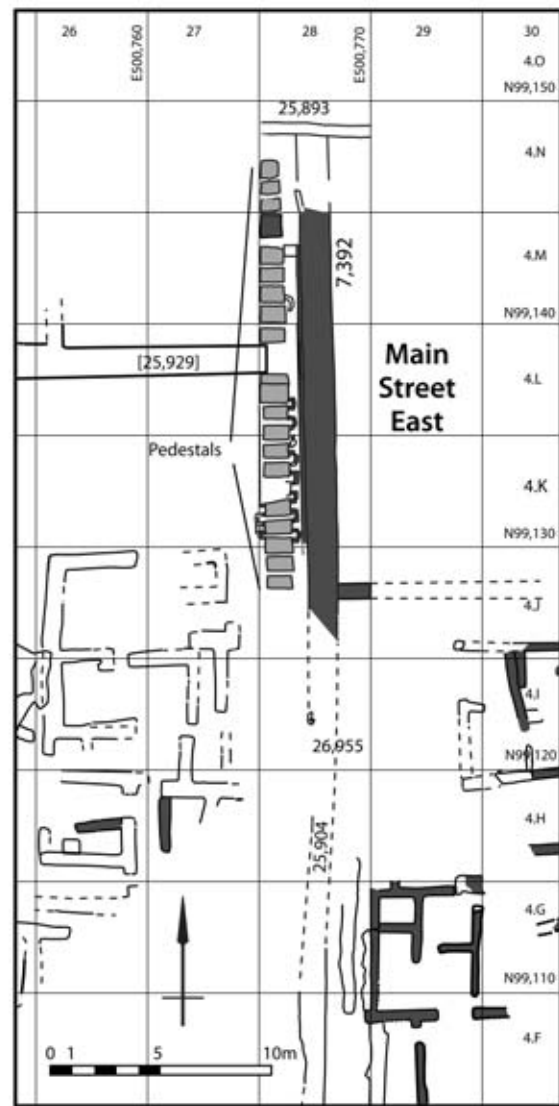 26
E500,760
27
28
E500,770
29
30
4.O
N99,150
25,893
4.N
7,392
4.M
N99,140
[25,929]
Main
Street
East
4.L
Pedestals
4.K
N99,130
4.J
4.I
26,955
N99,120
25,904
4.H
4.G
N99,110
0 1 5 10m
4.F